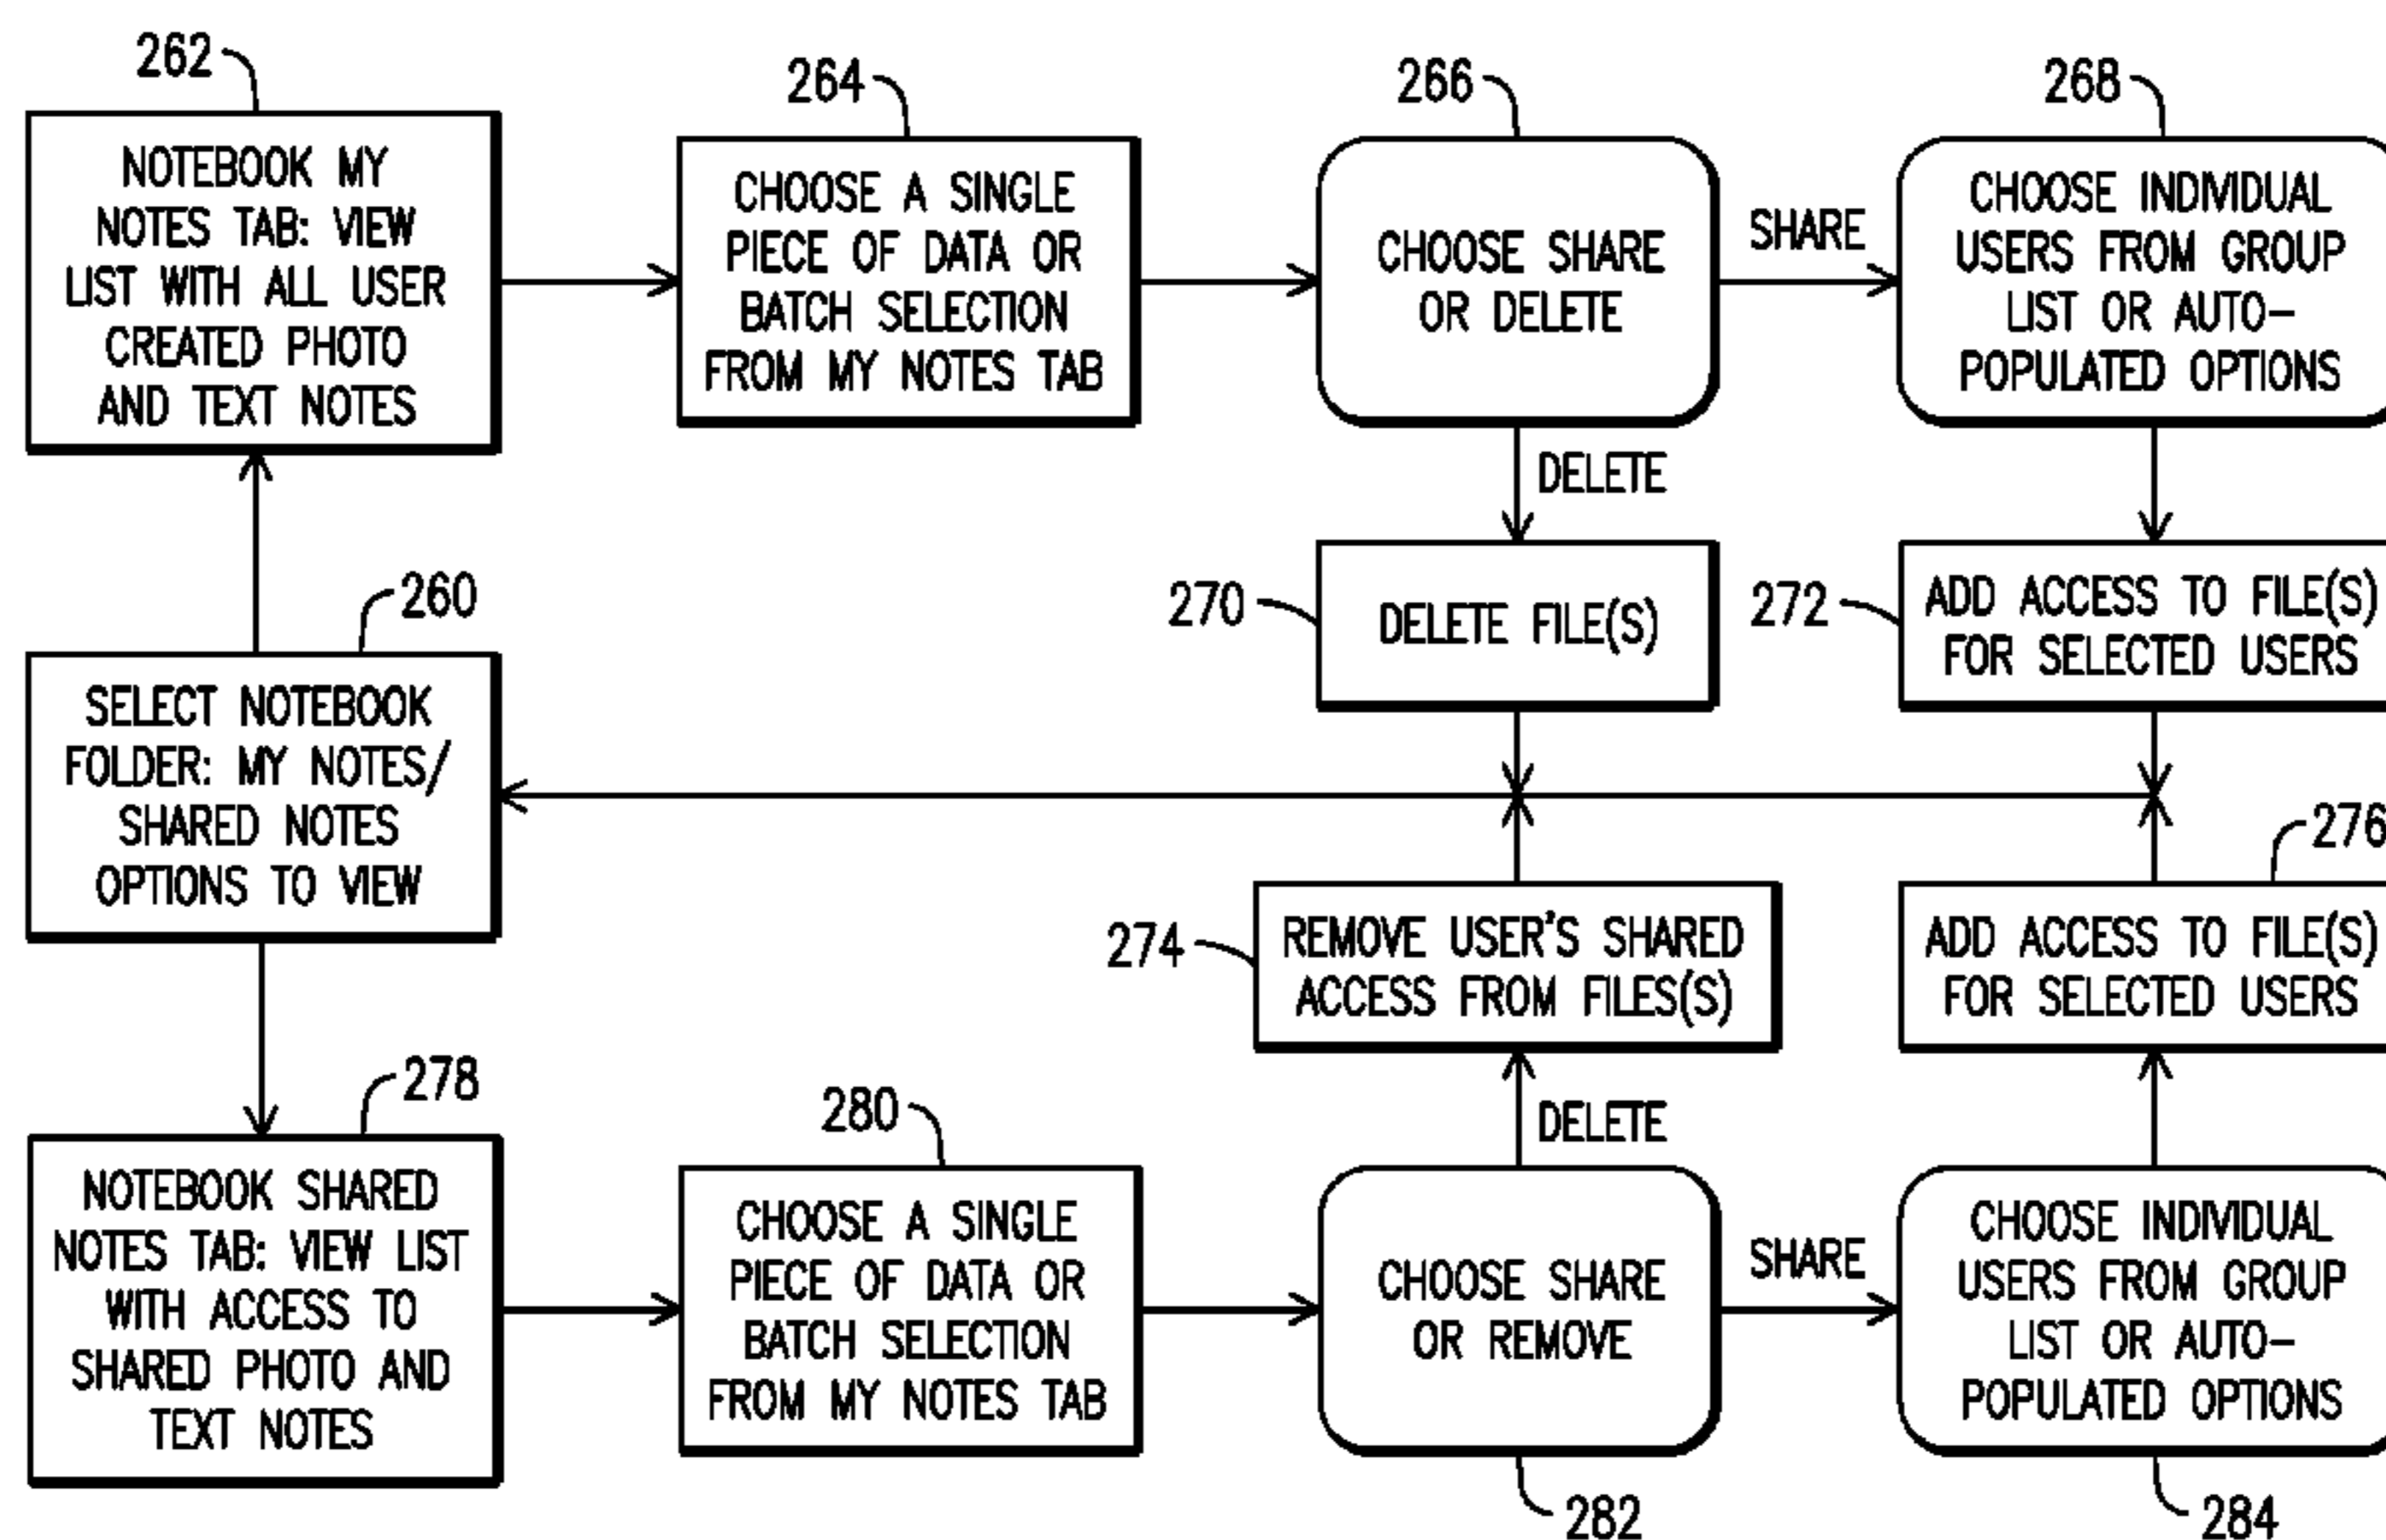 262
NOTEBOOK MY
NOTES TAB: VIEW
LIST WITH ALL USER
CREATED PHOTO
AND TEXT NOTES
264
CHOOSE A SINGLE
PIECE OF DATA OR
BATCH SELECTION
FROM MY NOTES TAB
266
CHOOSE SHARE
OR DELETE
SHARE
268
CHOOSE INDIVIDUAL
USERS FROM GROUP
LIST OR AUTO-
POPULATED OPTIONS
DELETE
260
SELECT NOTEBOOK
FOLDER: MY NOTES/
SHARED NOTES
OPTIONS TO VIEW
270
DELETE FILE(S)
272
ADD ACCESS TO FILE(S)
FOR SELECTED USERS
274
REMOVE USER'S SHARED
ACCESS FROM FILES(S)
276
ADD ACCESS TO FILE(S)
FOR SELECTED USERS
278
NOTEBOOK SHARED
NOTES TAB: VIEW LIST
WITH ACCESS TO
SHARED PHOTO AND
TEXT NOTES
280
CHOOSE A SINGLE
PIECE OF DATA OR
BATCH SELECTION
FROM MY NOTES TAB
DELETE
CHOOSE SHARE
OR REMOVE
282
SHARE
CHOOSE INDIVIDUAL
USERS FROM GROUP
LIST OR AUTO-
POPULATED OPTIONS
284